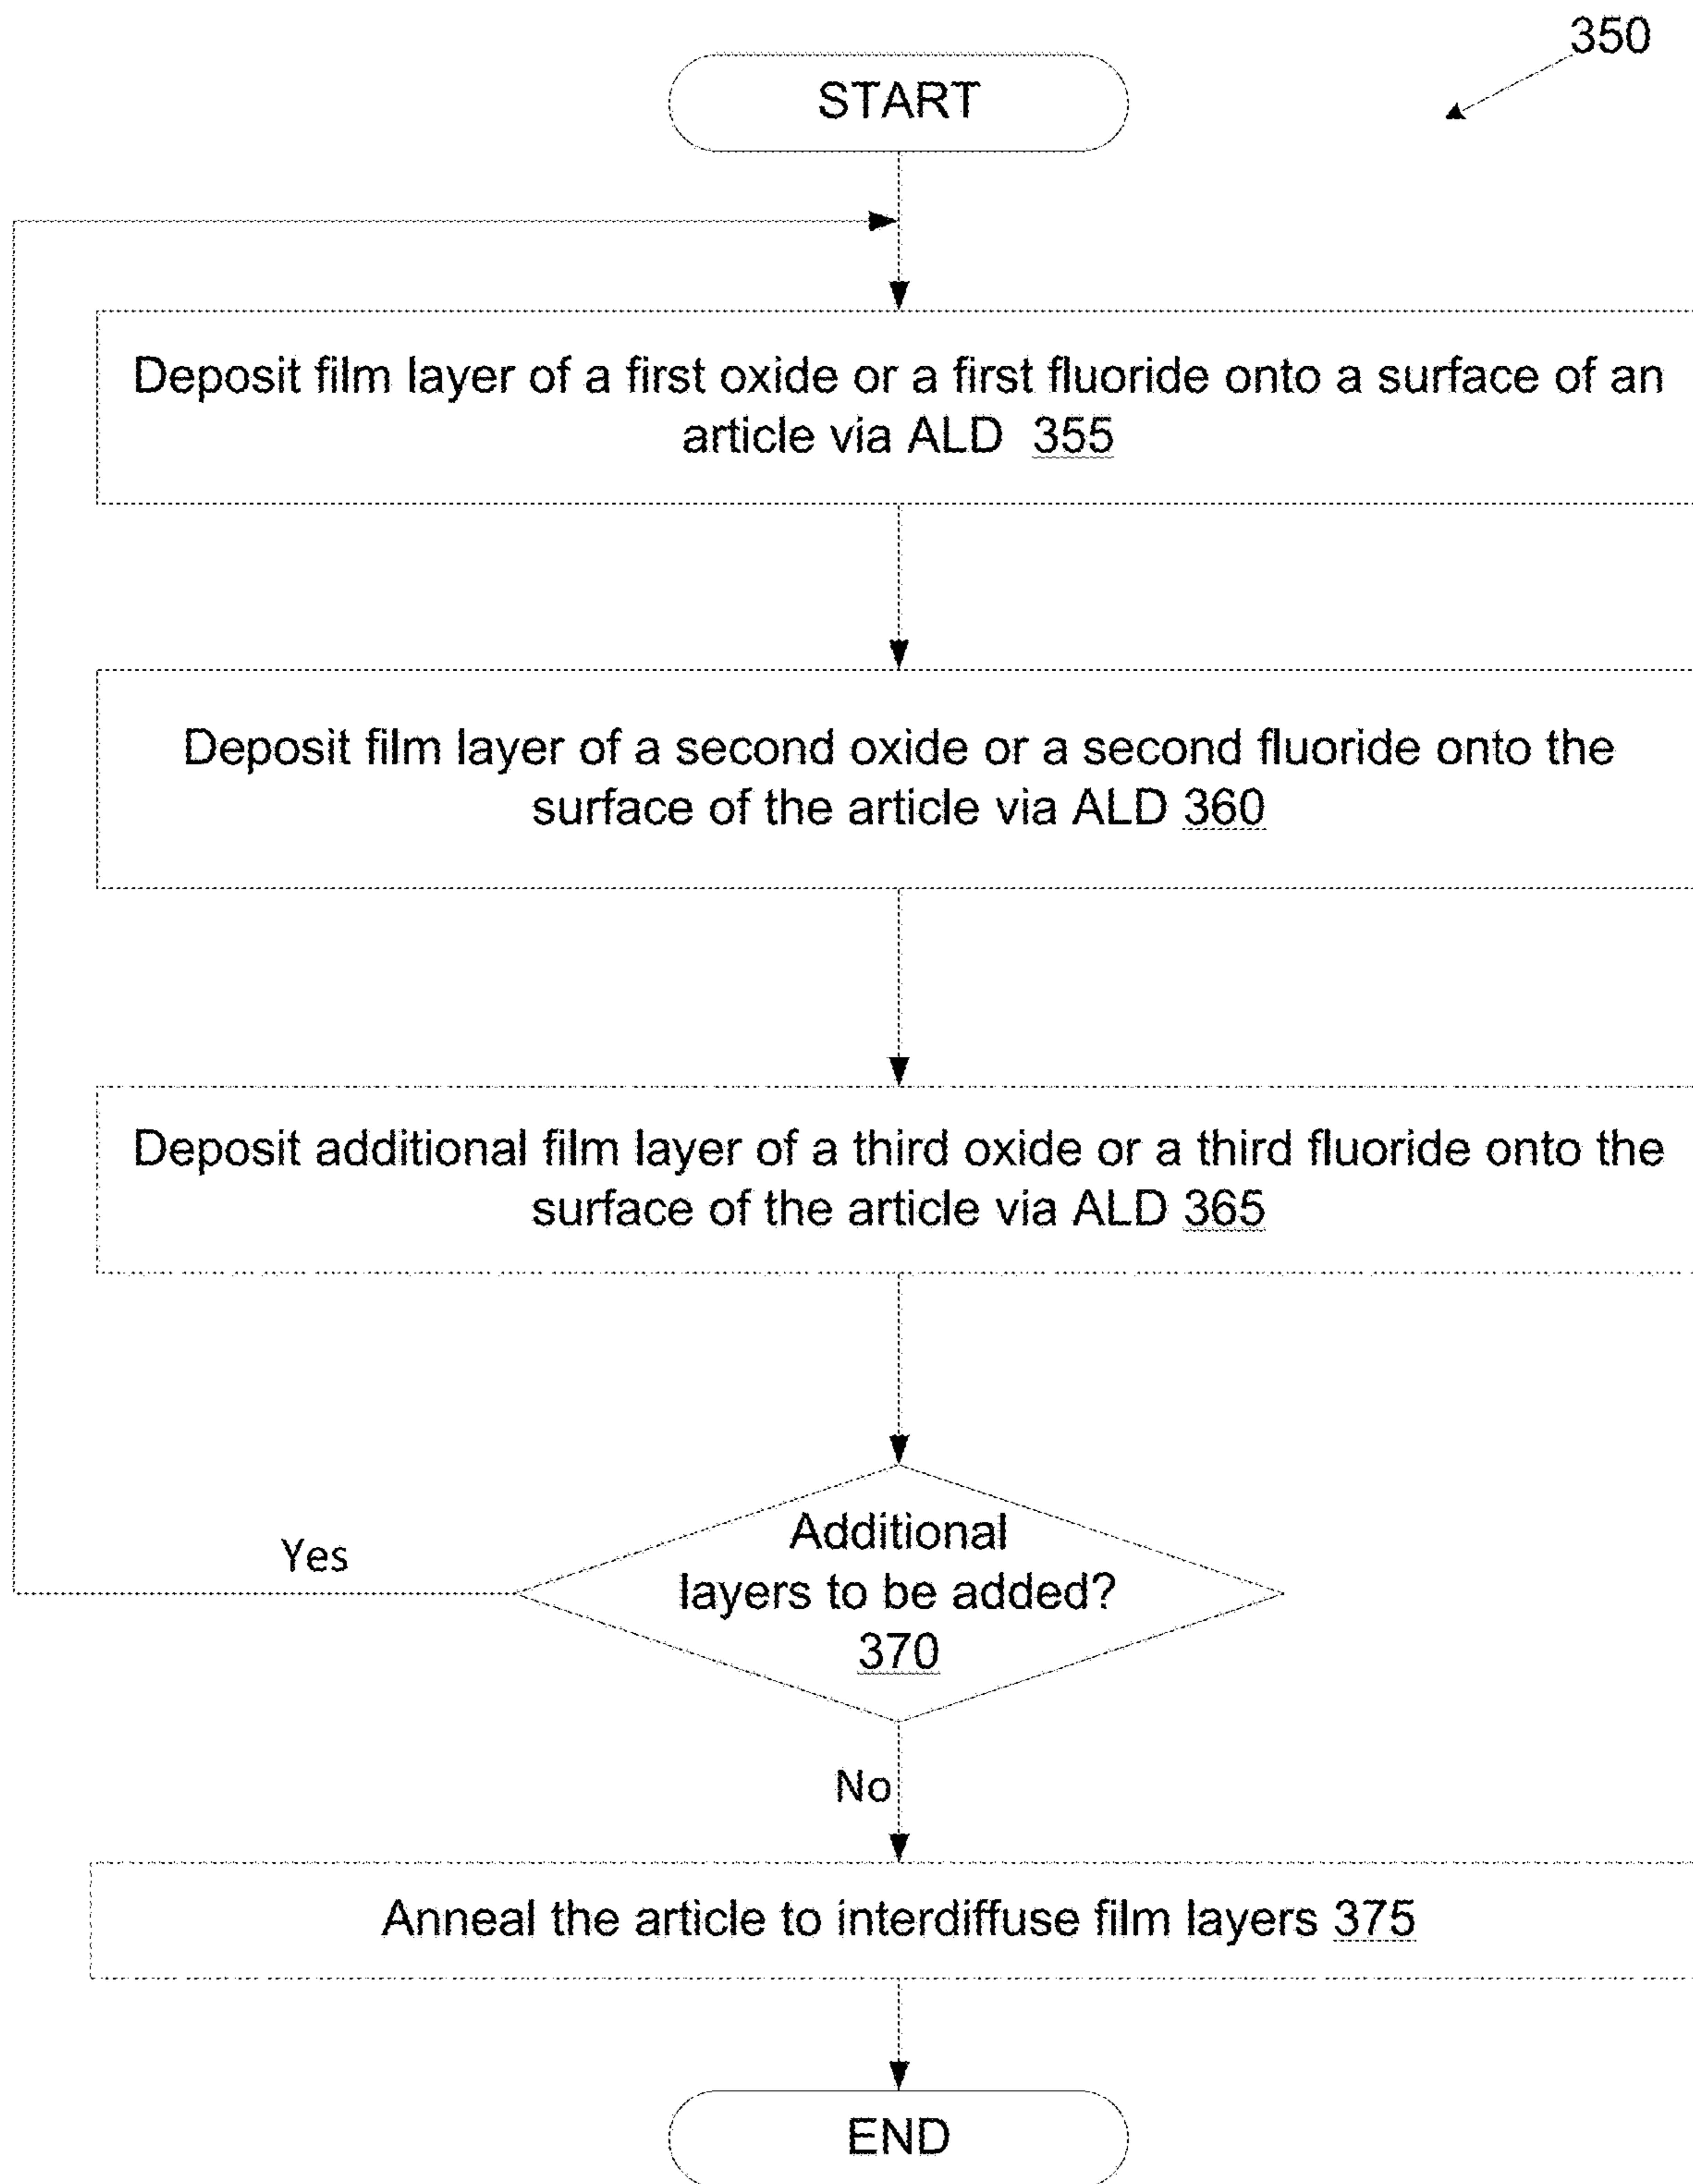 350
START
Deposit film layer of a first oxide or a first fluoride onto a surface of an
article via ALD 355
Deposit film layer of a second oxide or a second fluoride onto the
surface of the article via ALD 360
Deposit additional film layer of a third oxide or a third fluoride onto the
surface of the article via ALD 365
Additional
layers to be added?
370
Yes
No
Anneal the article to interdiffuse film layers 375
END